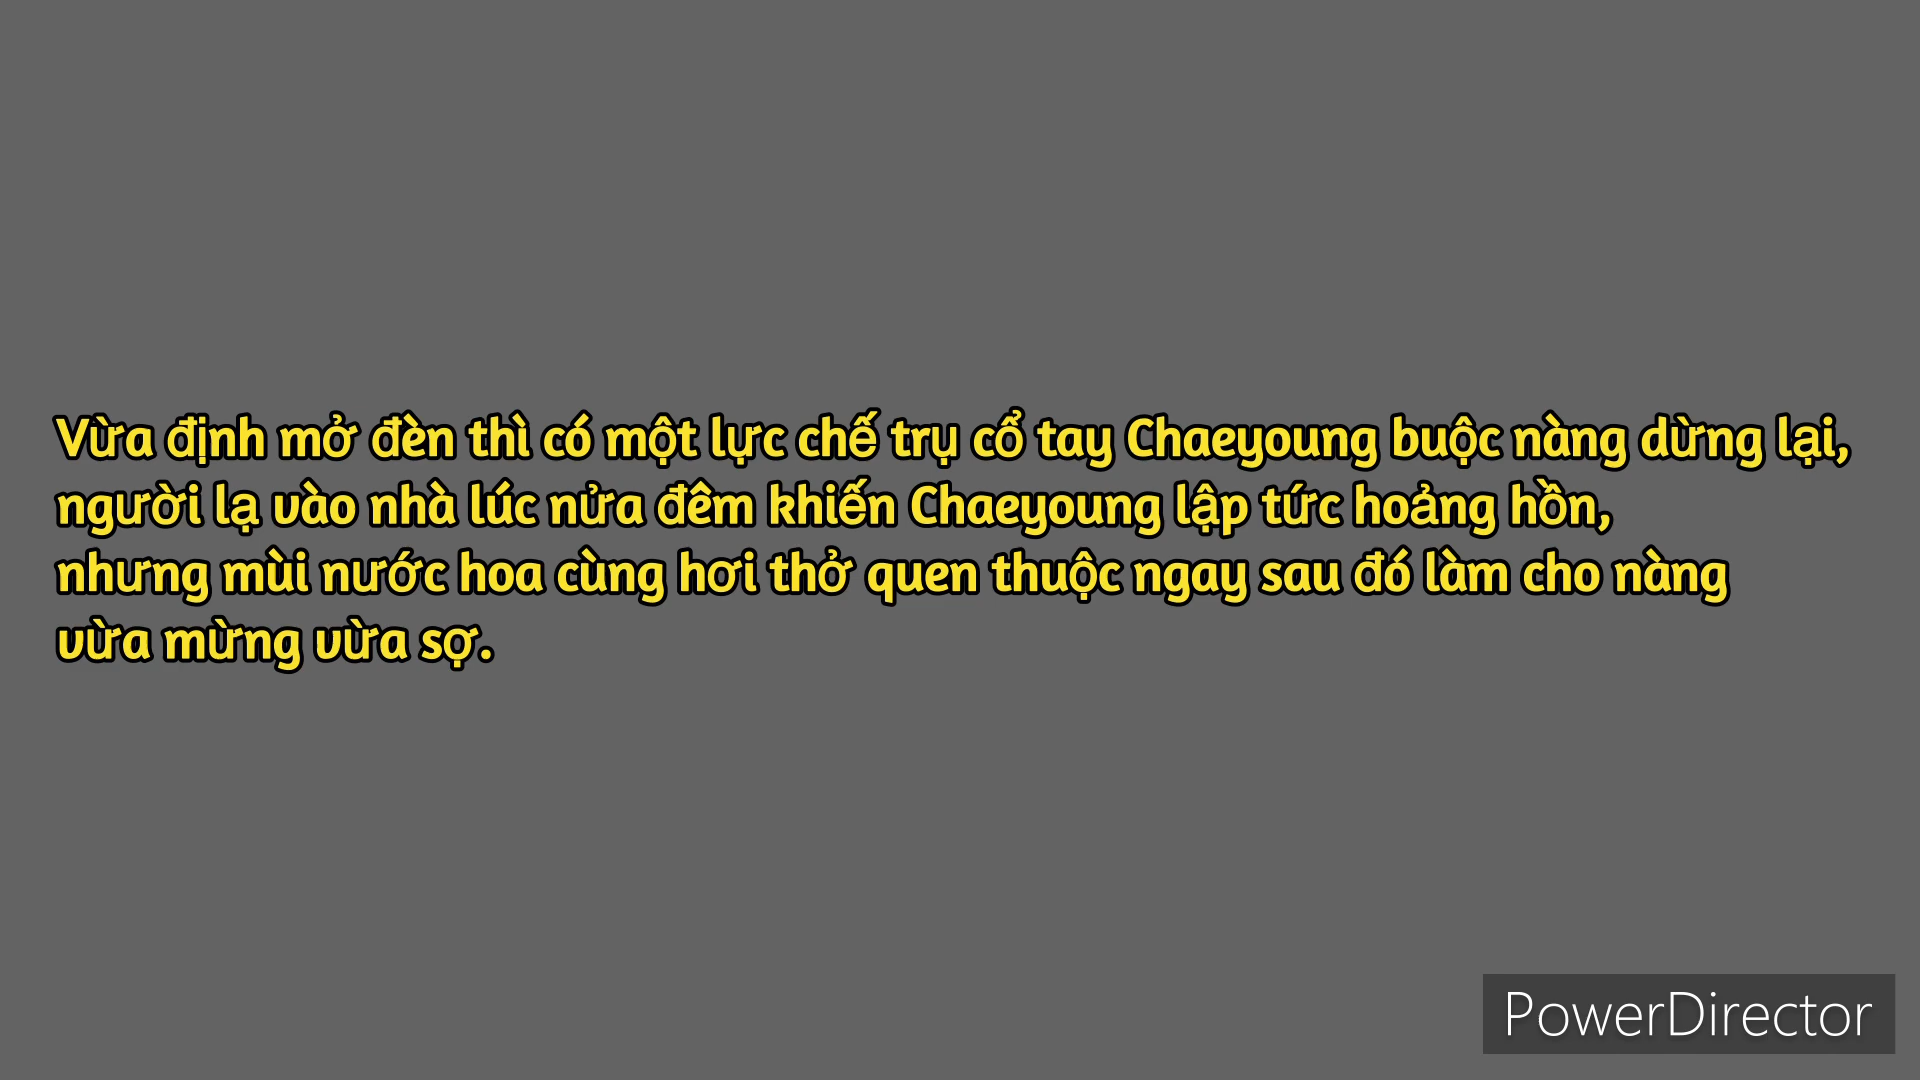 Vừa định mở đèn thì có một lực chế trụ cổ tay Chaeyoung buộc nàng dừng lại,
người lạ vào nhà lúc nửa đêm khiến Chaeyoung lập tức hoảng hồn,
nhưng mùi nước hoa cùng hơi thở quen thuộc ngay sau đó làm cho nàng
vừa mừng vừa sợ.
PowerDirector